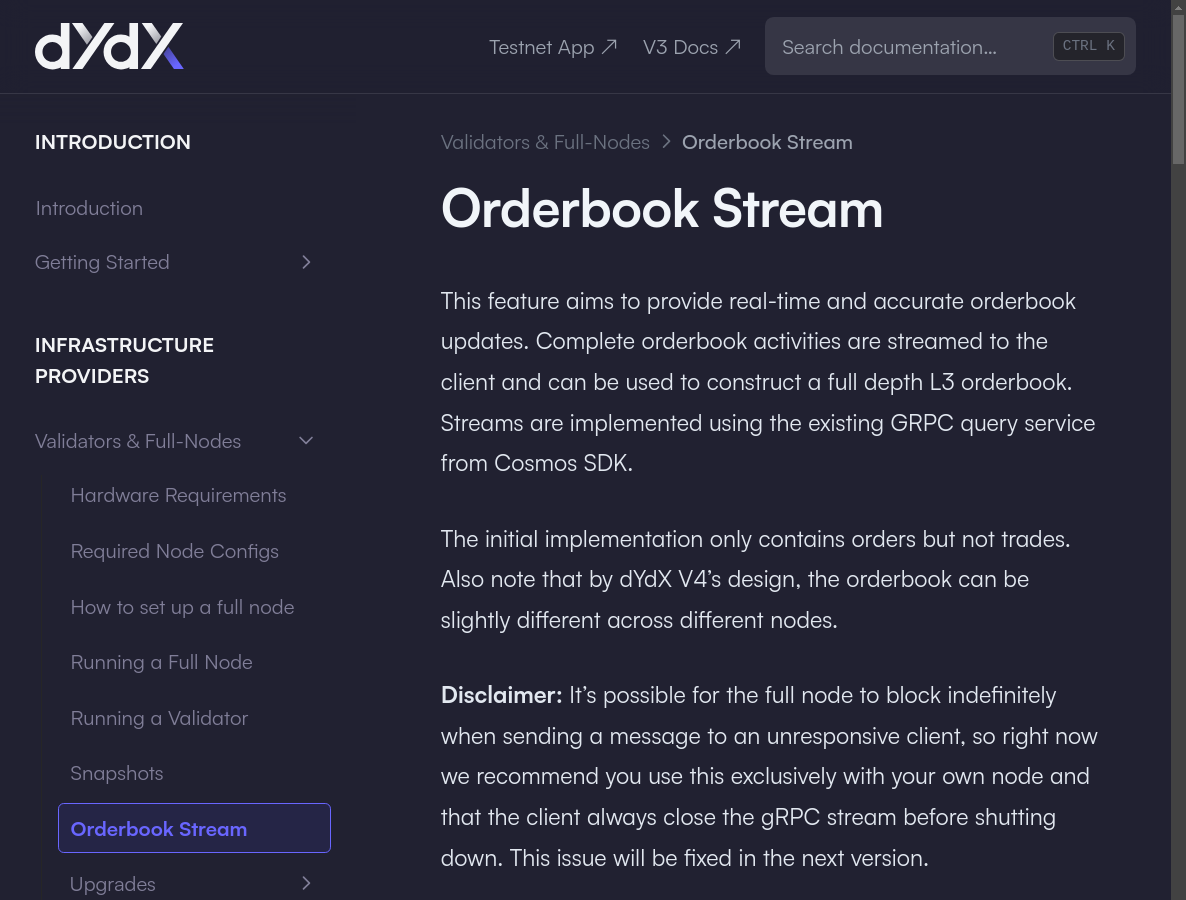 dYdX
Testnet App
V3 Docs
Search documentation...
CTRL K
INTRODUCTION
Introduction
Getting Started
INFRASTRUCTURE
PROVIDERS
Validators & Full-Nodes
Hardware Requirements
Required Node Configs
How to set up a full node
Running a Full Node
Running a Validator
Snapshots
Orderbook Stream
Upgrades
Validators & Full-Nodes > Orderbook Stream
Orderbook Stream
This feature aims to provide real-time and accurate orderbook
updates. Complete orderbook activities are streamed to the
client and can be used to construct a full depth L3 orderbook.
Streams are implemented using the existing GRPC query service
from Cosmos SDK.
The initial implementation only contains orders but not trades.
Also note that by dYdX V4’s design, the orderbook can be
slightly different across different nodes.
Disclaimer: It’s possible for the full node to block indefinitely
when sending a message to an unresponsive client, so right now
we recommend you use this exclusively with your own node and
that the client always close the gRPC stream before shutting
down. This issue will be fixed in the next version.